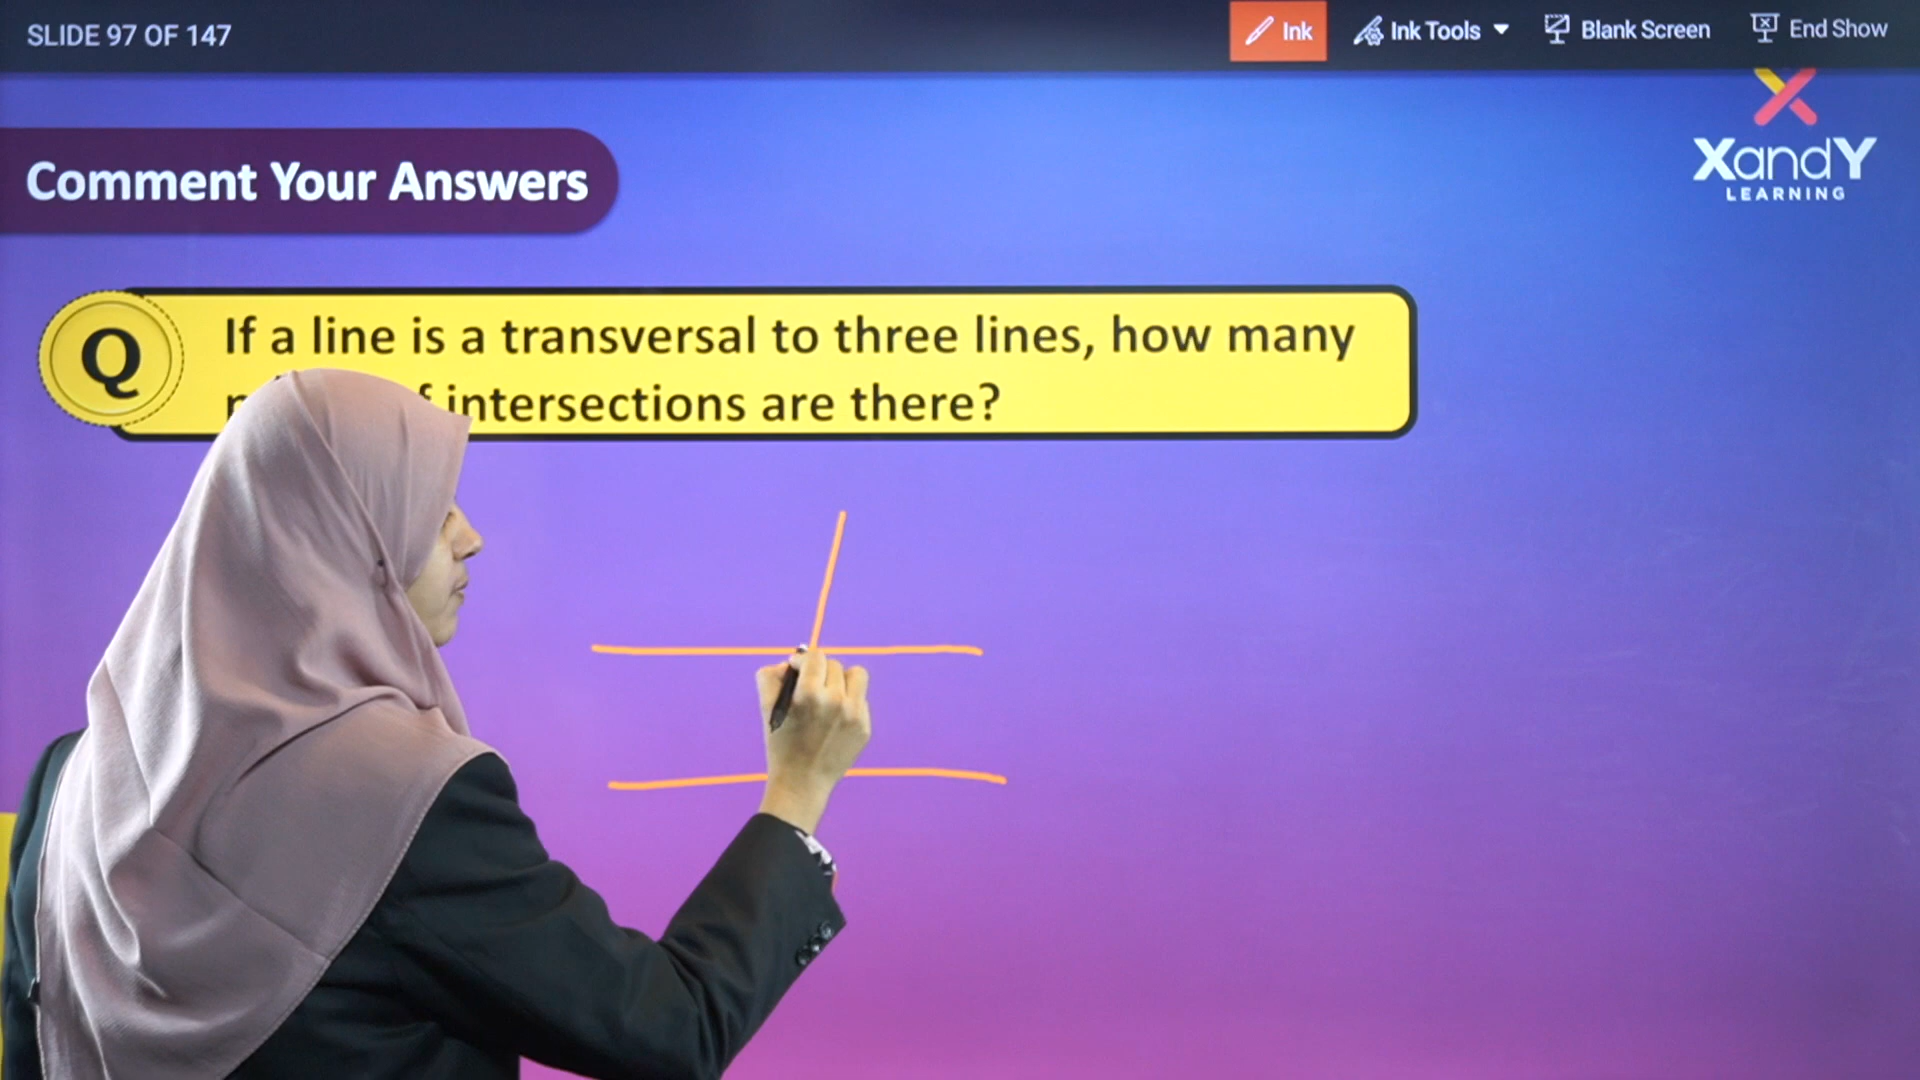 SLIDE 97 OF 147
Ink
Ink Tools
Blank Screen
End Show
XandY
LEARNING
Comment Your Answers
Q
If a line is a transversal to three lines, how many
intersections are there?